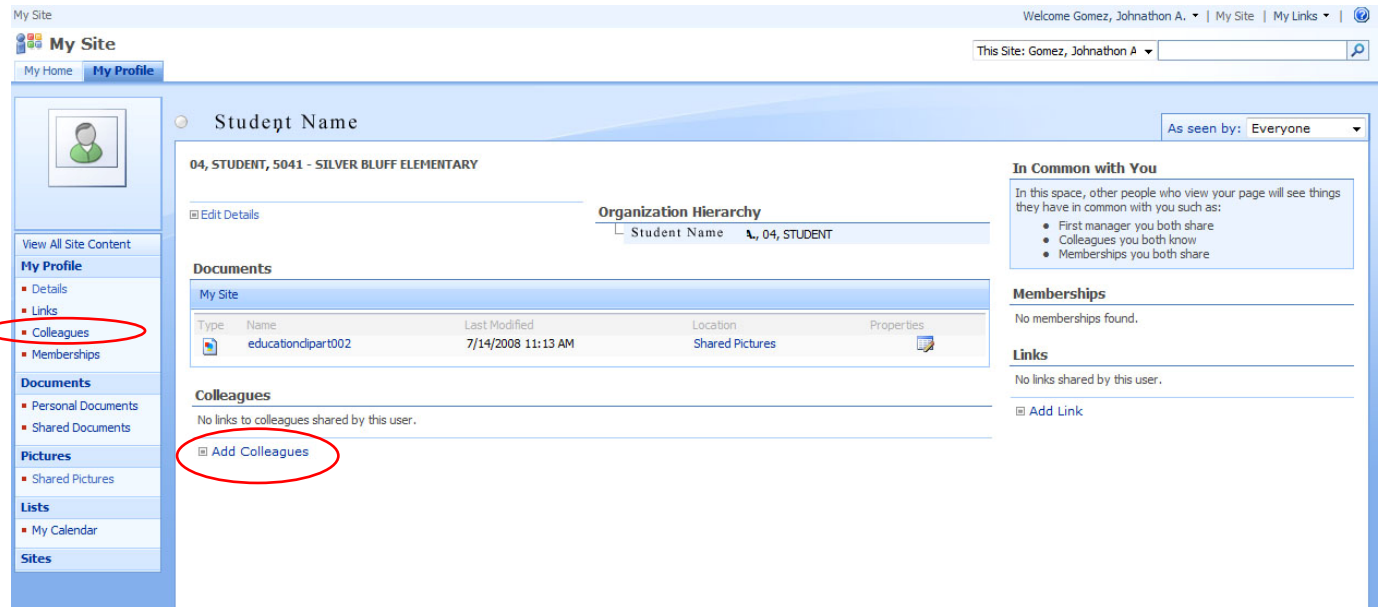 My Site
Welcome Gomez, Johnathon A. | My Site | My Links |
My Site
This Site: Gomez, Johnathon A
My Home My Profile
Student Name
As seen by: Everyone
04, STUDENT, 5041 - SILVER BLUFF ELEMENTARY
Edit Details
Organization Hierarchy
Student Name ., 04, STUDENT
Documents
My Site
Type Name Last Modified Location Properties
educationclipart002 7/14/2008 11:13 AM Shared Pictures
Colleagues
No links to colleagues shared by this user.
Add Colleagues
In Common with You
In this space, other people who view your page will see things
they have in common with you such as:
First manager you both share
Colleagues you both know
Memberships you both share
Memberships
No memberships found.
Links
No links shared by this user.
Add Link
View All Site Content
My Profile
Details
Links
Colleagues
Memberships
Documents
Personal Documents
Shared Documents
Pictures
Shared Pictures
Lists
My Calendar
Sites